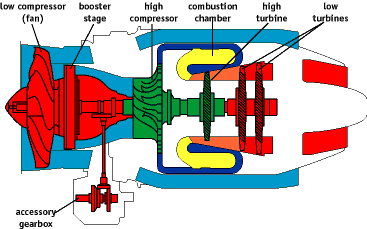 low compressor
(fan)
booster
stage
high
compressor
combustion
chamber
high
turbine
low
turbines
accessory
gearbox